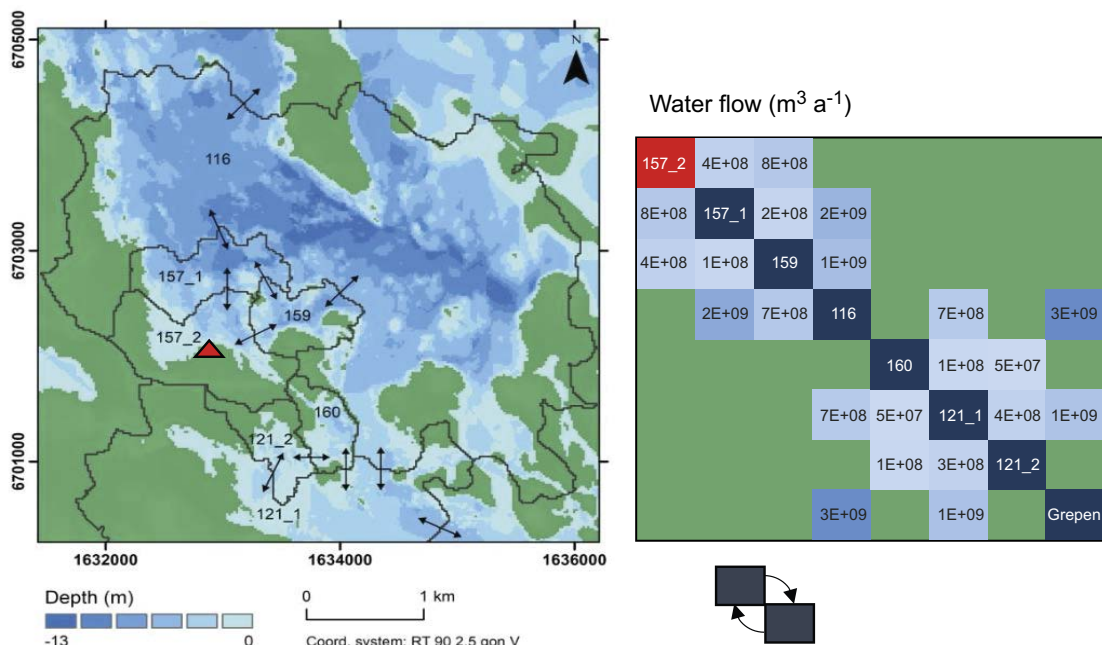 6705000
N
116
6703000
157_1
159
157_2
160
121_2
6701000
121_1
1632000 1634000 1636000
Depth (m)
-13 0
0 1 km
Coord. system: RT 90 2.5 gon V
Water flow (m³ a⁻¹)
157_2 4E+08 8E+08
8E+08 157_1 2E+08 2E+09
4E+08 1E+08 159 1E+09
2E+09 7E+08 116 7E+08 3E+09
160 1E+08 5E+07
7E+08 5E+07 121_1 4E+08 1E+09
1E+08 3E+08 121_2
3E+09 1E+09 Grepen